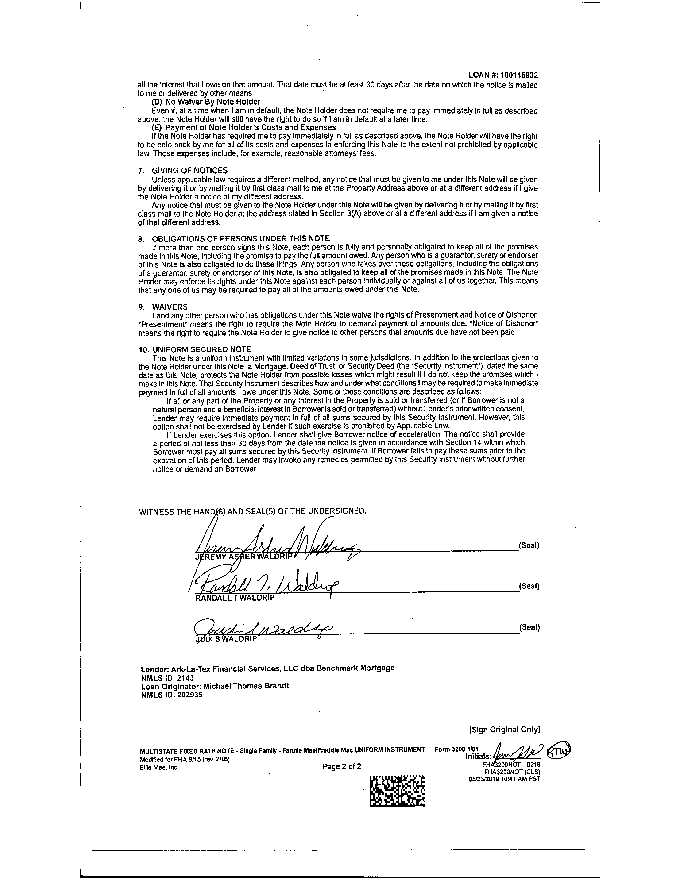 LOAN #: 100116832
all the interest that I owe on that amount. That date must be at least 30 days after the date on which the notice is mailed
to me or delivered by other means.
(D) No Waiver By Note Holder
Even if, at a time when I am in default, the Note Holder does not require me to pay immediately in full as described
above, the Note Holder will still have the right to do so if I am in default at a later time.
(E) Payment of Note Holder's Costs and Expenses
If the Note Holder has required me to pay immediately in full as described above, the Note Holder will have the right
to be paid back by me for all of its costs and expenses in enforcing this Note to the extent not prohibited by applicable
law. Those expenses include, for example, reasonable attorneys' fees.
7. GIVING OF NOTICES
Unless applicable law requires a different method, any notice that must be given to me under this Note will be given
by delivering it or by mailing it by first class mail to me at the Property Address above or at a different address if I give
the Note Holder a notice of my different address.
Any notice that must be given to the Note Holder under this Note will be given by delivering it or by mailing it by first
class mail to the Note Holder at the address stated in Section 3(A) above or at a different address if I am given a notice
of that different address.
8. OBLIGATIONS OF PERSONS UNDER THIS NOTE
If more than one person signs this Note, each person is fully and personally obligated to keep all of the promises
made in this Note, including the promise to pay the full amount owed. Any person who is a guarantor, surety or endorser
of this Note is also obligated to do these things. Any person who takes over these obligations, including the obligations
of a guarantor, surety or endorser of this Note, is also obligated to keep all of the promises made in this Note. The Note
Holder may enforce its rights under this Note against each person individually or against all of us together. This means
that any one of us may be required to pay all of the amounts owed under this Note.
9. WAIVERS
I and any other person who has obligations under this Note waive the rights of Presentment and Notice of Dishonor.
"Presentment" means the right to require the Note Holder to demand payment of amounts due. "Notice of Dishonor"
means the right to require the Note Holder to give notice to other persons that amounts due have not been paid.
10. UNIFORM SECURED NOTE
This Note is a uniform instrument with limited variations in some jurisdictions. In addition to the protections given to
the Note Holder under this Note, a Mortgage, Deed of Trust, or Security Deed (the "Security Instrument"), dated the same
date as this Note, protects the Note Holder from possible losses which might result if I do not keep the promises which I
make in this Note. That Security Instrument describes how and under what conditions I may be required to make immediate
payment in full of all amounts I owe under this Note. Some of those conditions are described as follows:
If all or any part of the Property or any Interest in the Property is sold or transferred (or if Borrower is not a
natural person and a beneficial interest in Borrower is sold or transferred) without Lender's prior written consent,
Lender may require immediate payment in full of all sums secured by this Security Instrument. However, this
option shall not be exercised by Lender if such exercise is prohibited by Applicable Law.
If Lender exercises this option, Lender shall give Borrower notice of acceleration. The notice shall provide
a period of not less than 30 days from the date the notice is given in accordance with Section 14 within which
Borrower must pay all sums secured by this Security Instrument. If Borrower fails to pay these sums prior to the
expiration of this period, Lender may invoke any remedies permitted by this Security Instrument without further
notice or demand on Borrower.
WITNESS THE HAND(S) AND SEAL(S) OF THE UNDERSIGNED.
(Seal)
JEREMY ASHER WALDRIP
Randall T. Waldrip
(Seal)
RANDALL T WALDRIP
(Seal)
S WALDRIP
Lender: Ark-La-Tex Financial Services, LLC dba Benchmark Mortgage
NMLS ID: 2143
Loan Originator: Michael Thomas Brandt
NMLS ID: 202935
[Sign Original Only]
MULTISTATE FIXED RATE NOTE - Single Family - Fannie Mae/Freddie Mac UNIFORM INSTRUMENT Form 3200 1/01
Modified for FHA 9/15
Initials: RTW
Ellie Mae, Inc.
Page 2 of 2
FHA3200NOT 0218
FHA3200NOT (CLS)